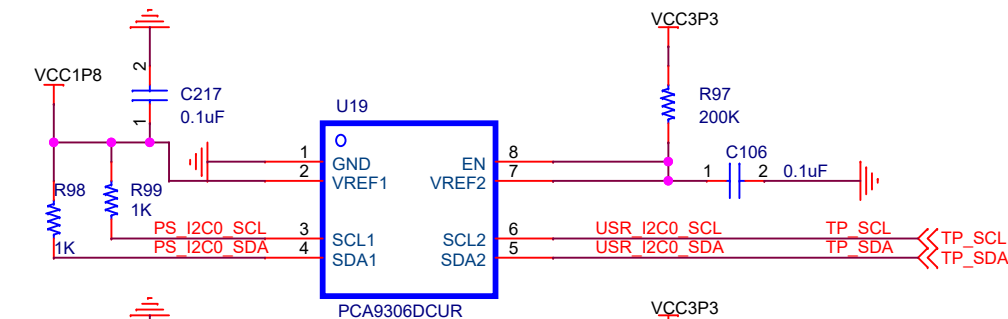 VCC3P3
VCC1P8
2
C217
0.1uF
1
U19
R97
200K
1
GND
EN
8
C106
2
VREF1
VREF2
7
1
2
0.1uF
R98
R99
1K
PS_I2C0_SCL
3
SCL1
SCL2
6
USR_I2C0_SCL
TP_SCL
TP_SCL
1K
PS_I2C0_SDA
4
SDA1
SDA2
5
USR_I2C0_SDA
TP_SDA
TP_SDA
PCA9306DCUR
VCC3P3